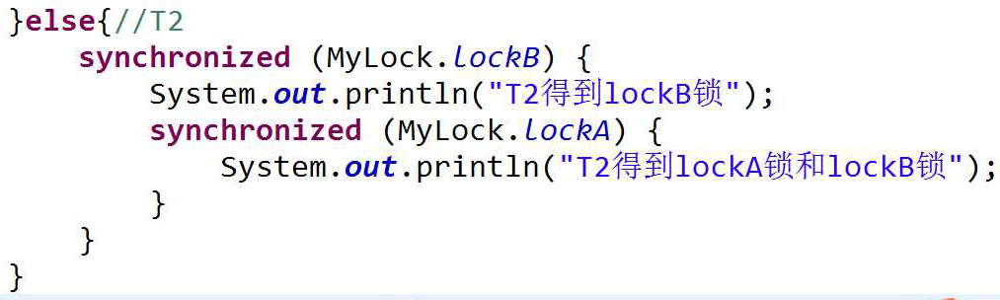 }else{//T2
    synchronized (MyLock.lockB) {
        System.out.println("T2得到lockB锁");
        synchronized (MyLock.lockA) {
            System.out.println("T2得到lockA锁和lockB锁");
        }
    }
}